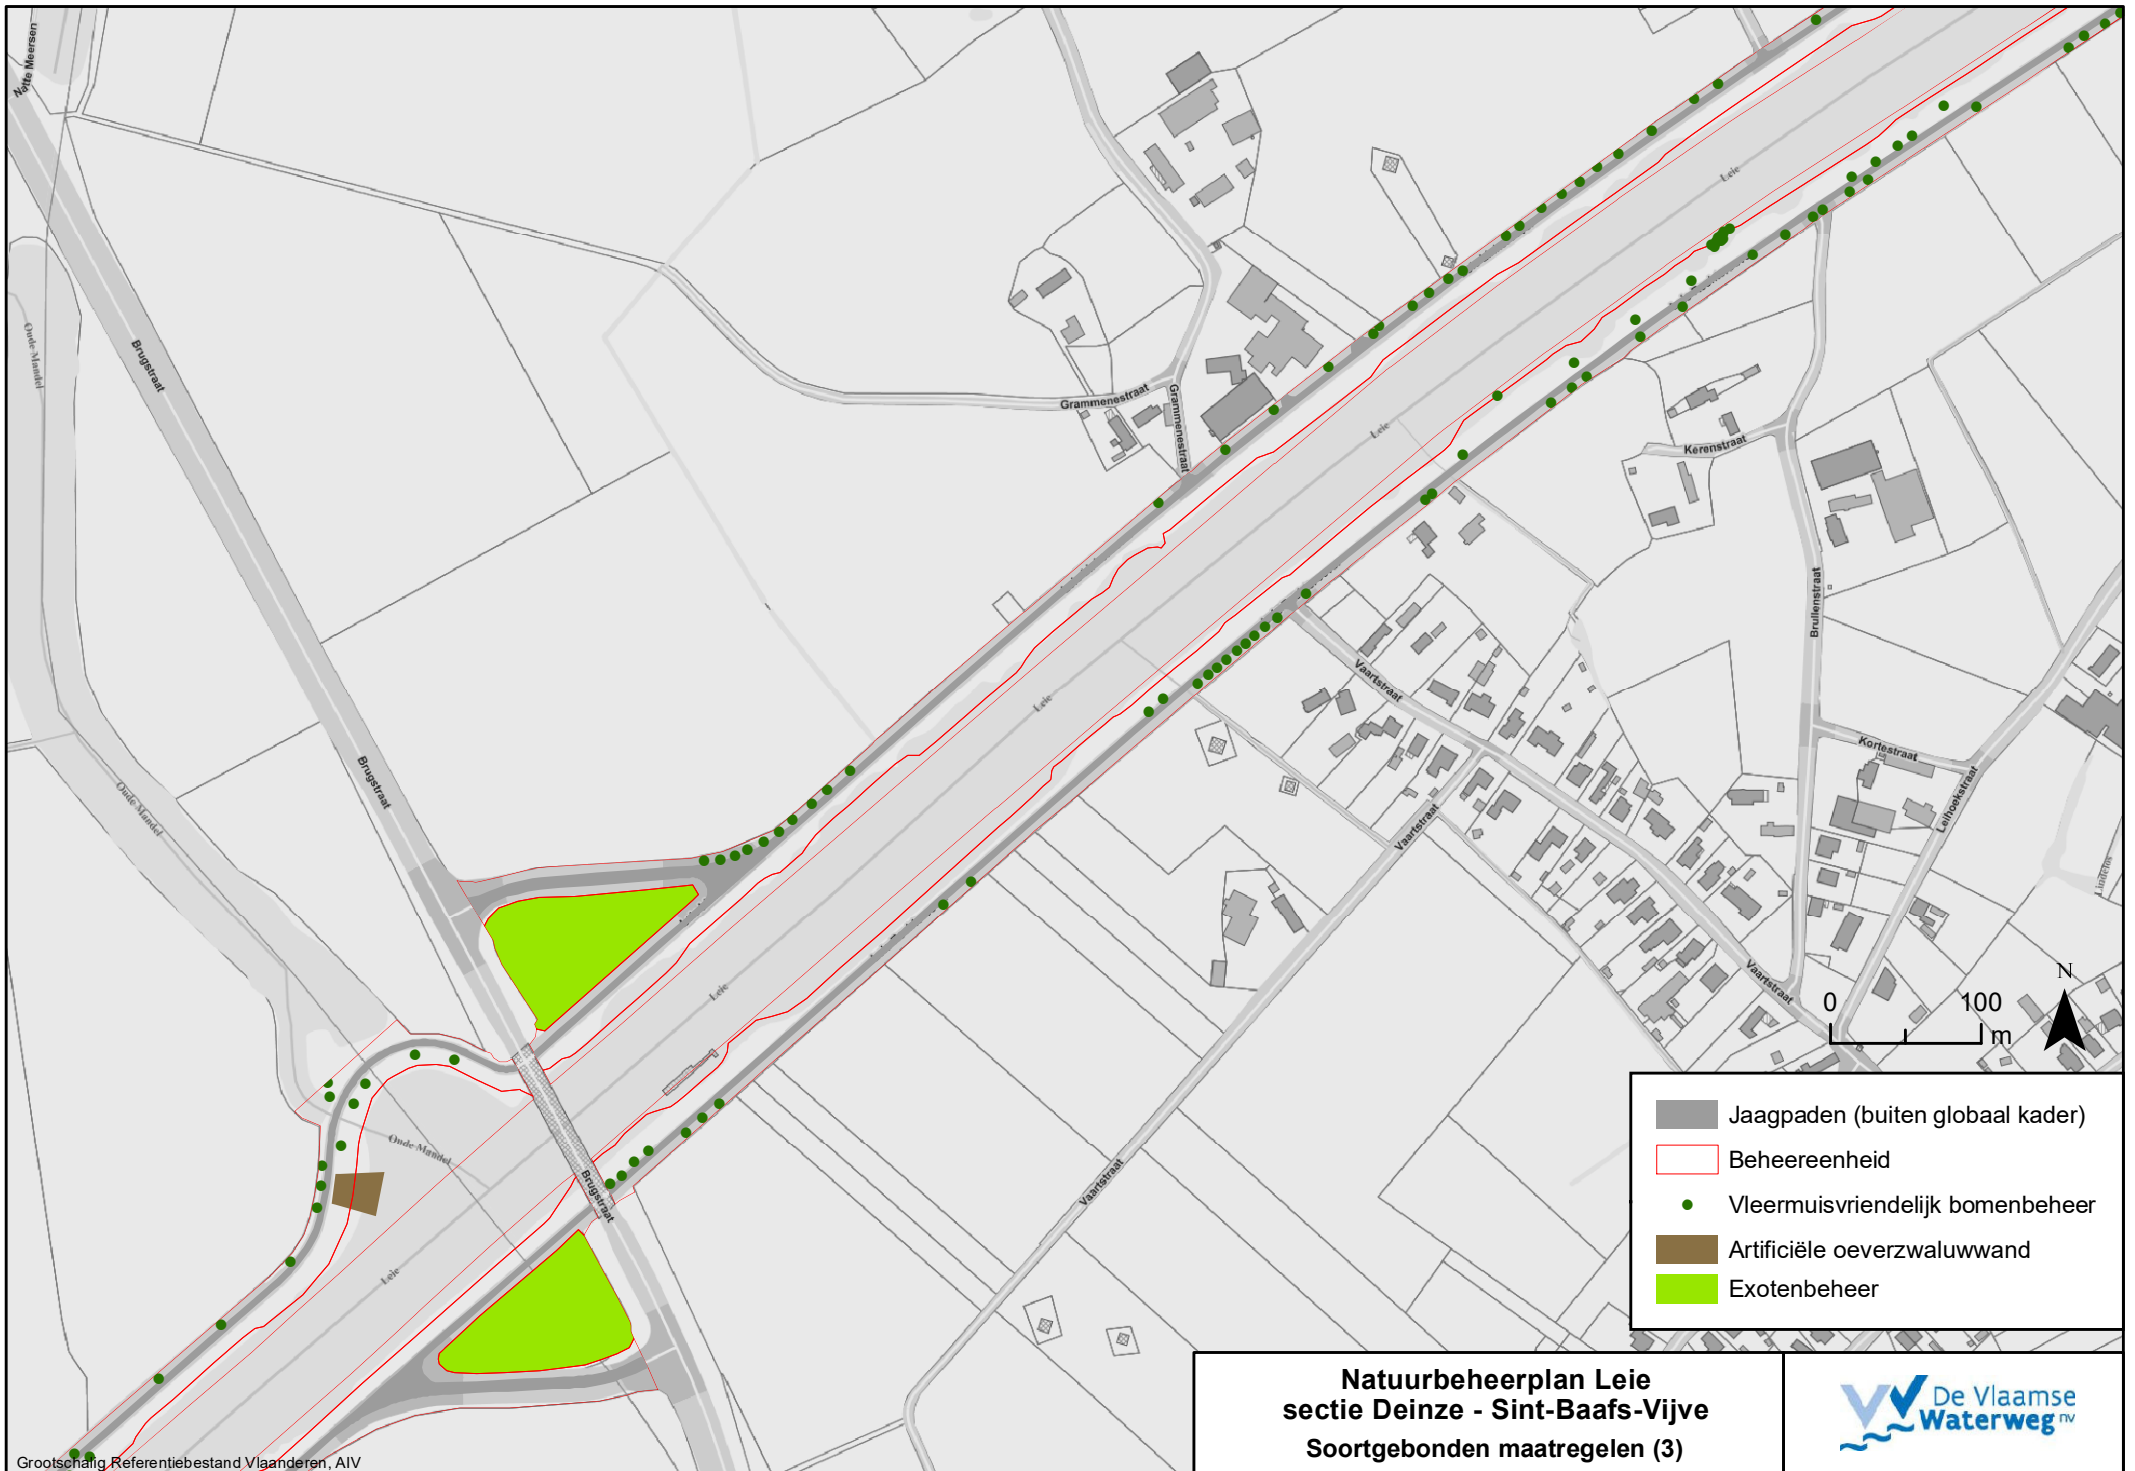 Natte Meersen
Oude Mandel
Brugstraat
Leie
Grammenestraat
Grammenestraat
Leie
Kerenstraat
Brullenstraat
Vaartstraat
Leie
Kortestraat
Leihoekstraat
Brugstraat
Oude Mandel
Vaartstraat
Lindelos
Vaartstraat
Leie
Oude Mandel
Vaartstraat
Brugstraat
Leie
N
0 100
m
Jaagpaden (buiten globaal kader)
Beheereenheid
Vleermuisvriendelijk bomenbeheer
Artificiële oeverzwaluwwand
Exotenbeheer
Natuurbeheerplan Leie
sectie Deinze - Sint-Baafs-Vijve
Soortgebonden maatregelen (3)
De Vlaamse
Waterweg nv
Grootschalig Referentiebestand Vlaanderen, AIV